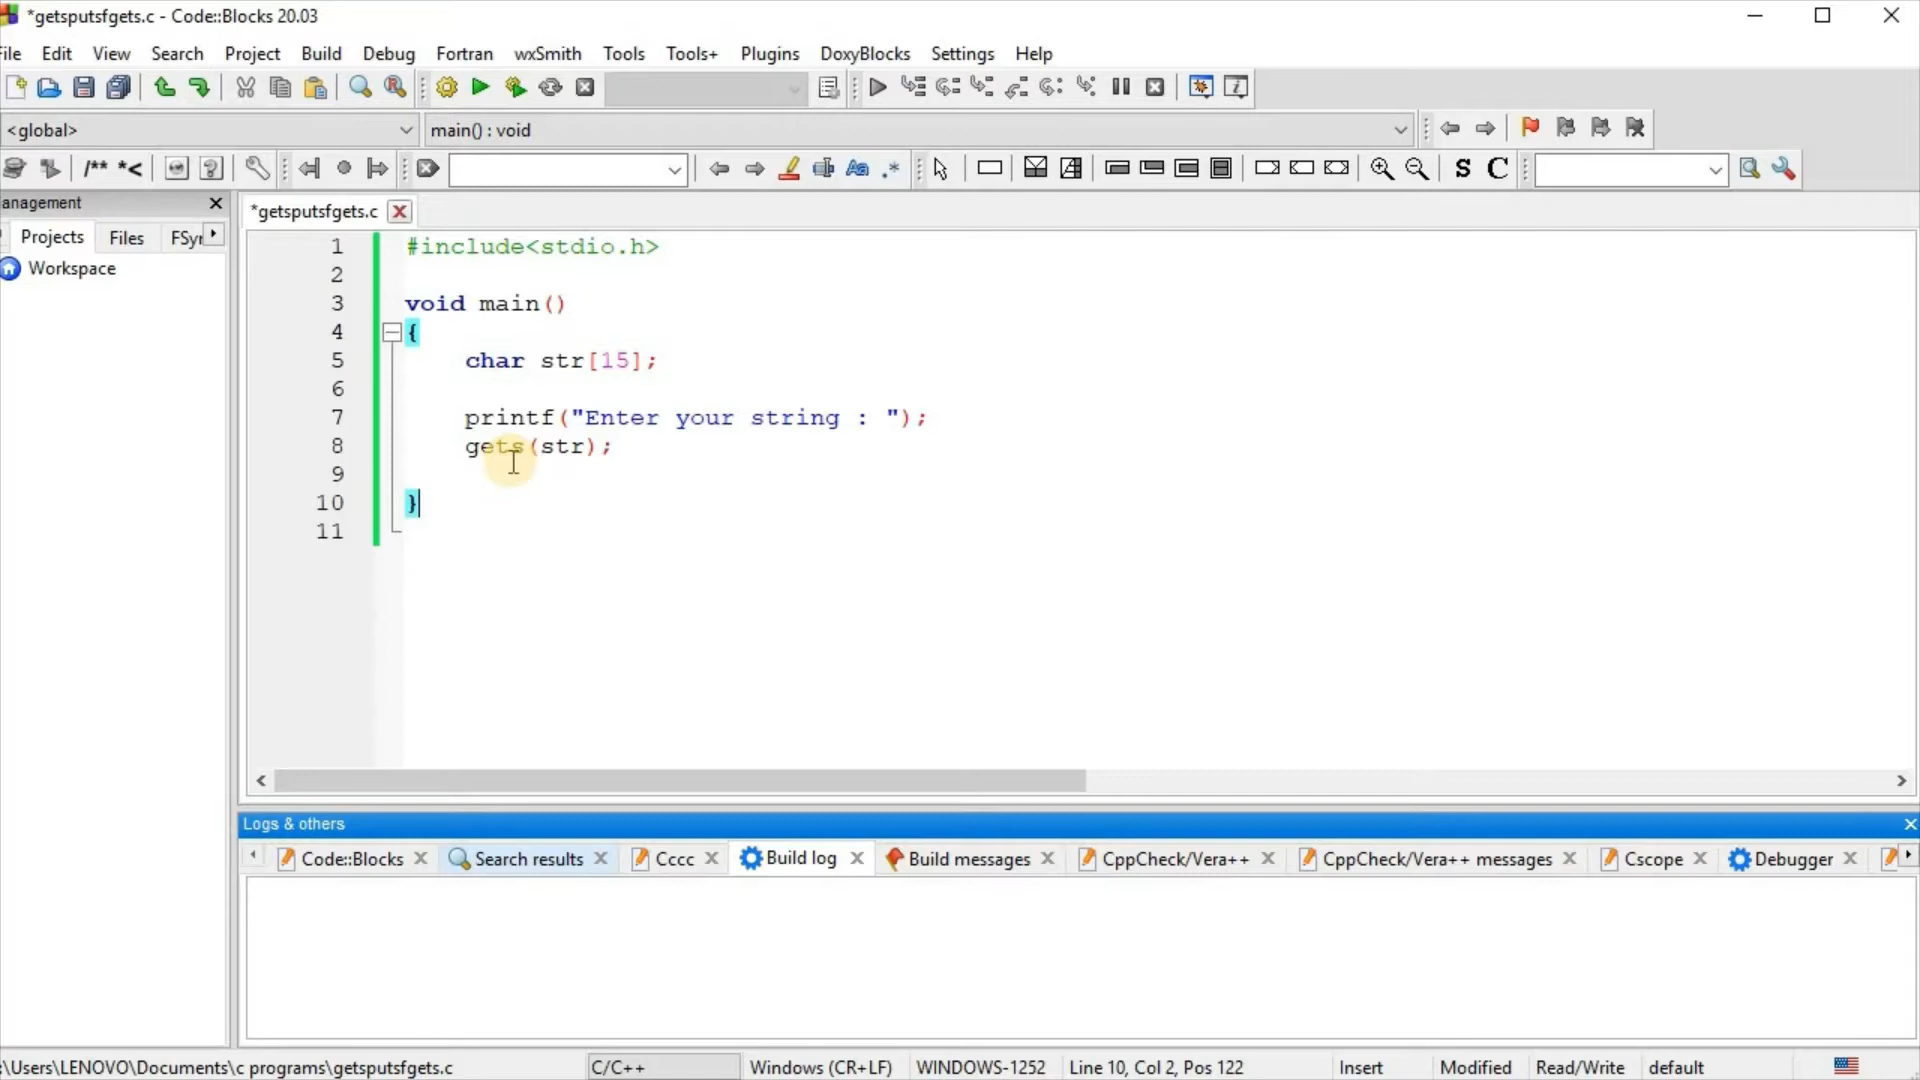 *getsputsfgets.c - Code::Blocks 20.03
File Edit View Search Project Build Debug Fortran wxSmith Tools Tools+ Plugins DoxyBlocks Settings Help
<global> main() : void
/** *< Aa .* S C
anagement
*getsputsfgets.c
Projects Files FSy
Workspace
1 #include<stdio.h>
2
3 void main()
4 {
5 char str[15];
6
7 printf("Enter your string : ");
8 gets(str);
9
10 }
11
Logs & others
Code::Blocks Search results Cccc Build log Build messages CppCheck/Vera++ CppCheck/Vera++ messages Cscope Debugger
:\Users\LENOVO\Documents\c programs\getsputsfgets.c C/C++ Windows (CR+LF) WINDOWS-1252 Line 10, Col 2, Pos 122 Insert Modified Read/Write default